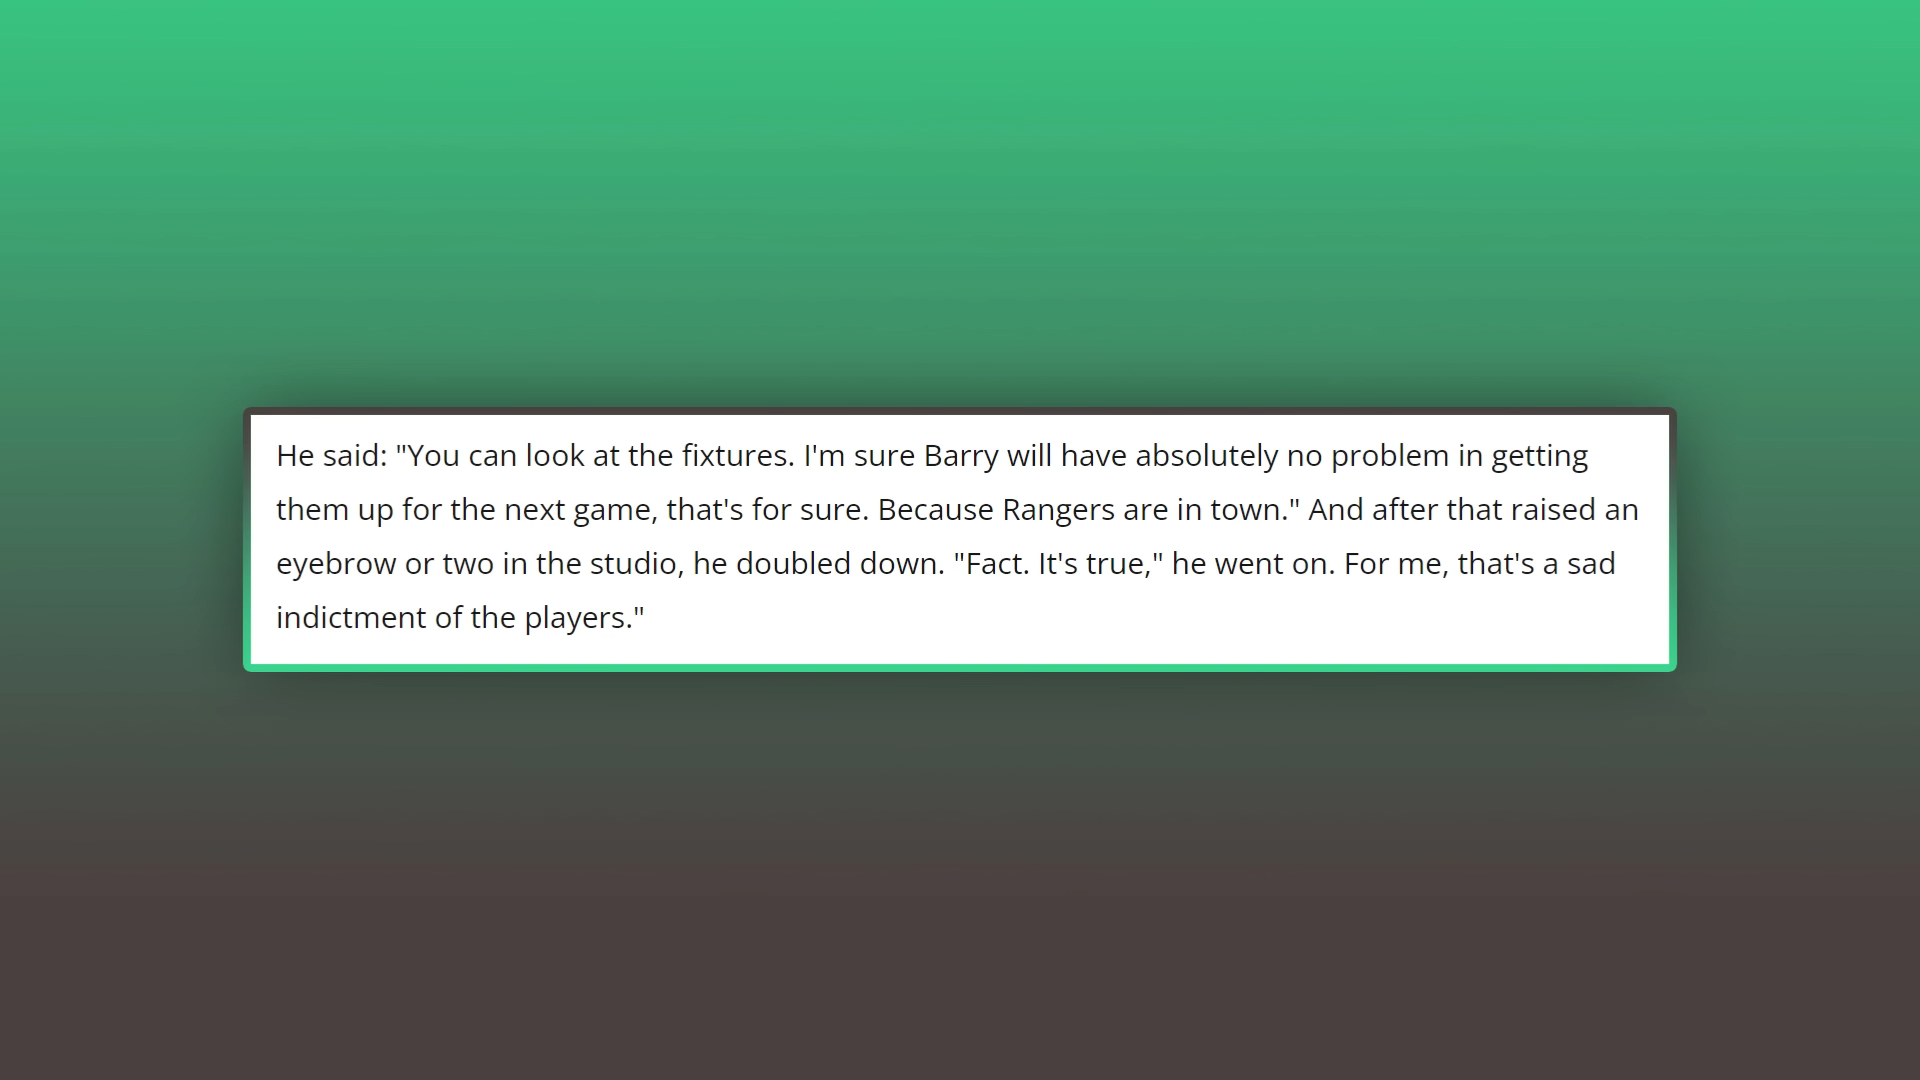 He said: "You can look at the fixtures. I'm sure Barry will have absolutely no problem in getting
them up for the next game, that's for sure. Because Rangers are in town." And after that raised an
eyebrow or two in the studio, he doubled down. "Fact. It's true," he went on. For me, that's a sad
indictment of the players."